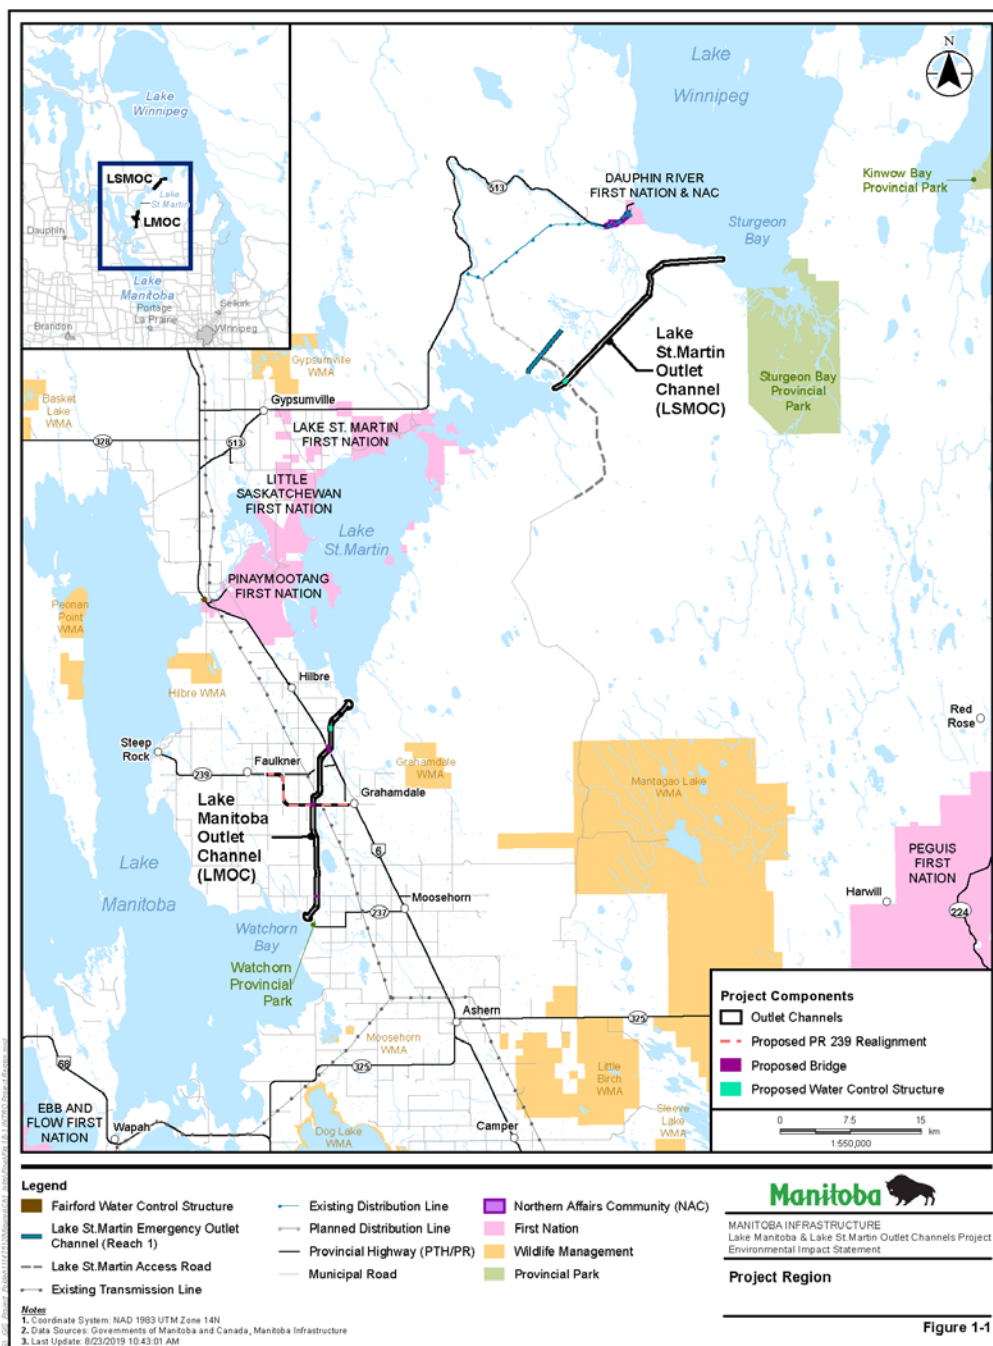 Lake
Winnipeg
N
Lake
Winnipeg
LSMOC
Lake
St.Martin
LMOC
Dauphin
Lake
Manitoba
Portage
La Prairie
Selkirk
Brandon
Winnipeg
513
DAUPHIN RIVER
FIRST NATION & NAC
Kinwow Bay
Provincial Park
Sturgeon
Bay
Lake
St.Martin
Outlet
Channel
(LSMOC)
Sturgeon Bay
Provincial
Park
Gypsumville
WMA
Basket
Lake
WMA
Gypsumville
328
513
LAKE ST. MARTIN
FIRST NATION
LITTLE
SASKATCHEWAN
FIRST NATION
Lake
St.Martin
PINAYMOOTANG
FIRST NATION
Peonan
Point
WMA
Hilbre WMA
Hilbre
Steep
Rock
239
Faulkner
Grahamdale
WMA
Grahamdale
Lake
Manitoba
Outlet
Channel
(LMOC)
6
Mantagao Lake
WMA
Red
Rose
PEGUIS
FIRST
NATION
Harwill
224
Lake
Manitoba
Moosehorn
237
Watchorn
Bay
Watchorn
Provincial
Park
Ashern
325
Moosehorn
WMA
325
Little
Birch
WMA
Sleeve
Lake
WMA
68
EBB AND
FLOW FIRST
NATION
Wapah
Dog Lake
WMA
Camper
Project Components
Outlet Channels
Proposed PR 239 Realignment
Proposed Bridge
Proposed Water Control Structure
0 7.5 15
km
1:550,000
Legend
Fairford Water Control Structure
Lake St.Martin Emergency Outlet
Channel (Reach 1)
Lake St.Martin Access Road
Existing Transmission Line
Existing Distribution Line
Planned Distribution Line
Provincial Highway (PTH/PR)
Municipal Road
Northern Affairs Community (NAC)
First Nation
Wildlife Management
Provincial Park
Notes
1. Coordinate System: NAD 1983 UTM Zone 14N
2. Data Sources: Governments of Manitoba and Canada, Manitoba Infrastructure
3. Last Update: 8/23/2019 10:43:01 AM
Manitoba
MANITOBA INFRASTRUCTURE
Lake Manitoba & Lake St.Martin Outlet Channels Project
Environmental Impact Statement
Project Region
Figure 1-1